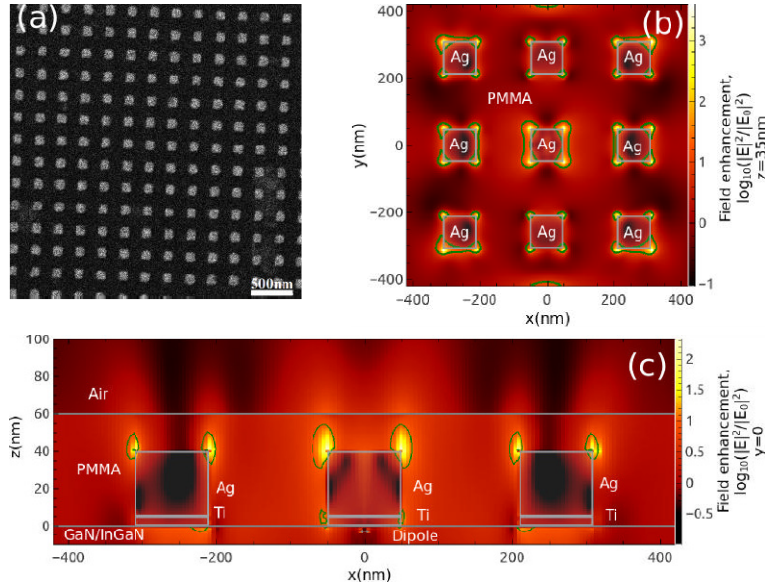 (a)
500nm
(b)
Ag Ag Ag
PMMA
Ag Ag Ag
Ag Ag Ag
400
200
0
−200
−400
y(nm)
−400 −200 0 200 400
x(nm)
3
2
1
0
−1
Field enhancement,
log₁₀(|E|²/|E₀|²)
z=35nm
(c)
Air
PMMA
Ag Ag Ag
Ti Ti Ti
GaN/InGaN
Dipole
100
80
60
40
20
0
z(nm)
−400 −200 0 200 400
x(nm)
2.0
1.5
1.0
0.5
0
−0.5
Field enhancement,
log₁₀(|E|²/|E₀|²)
y=0